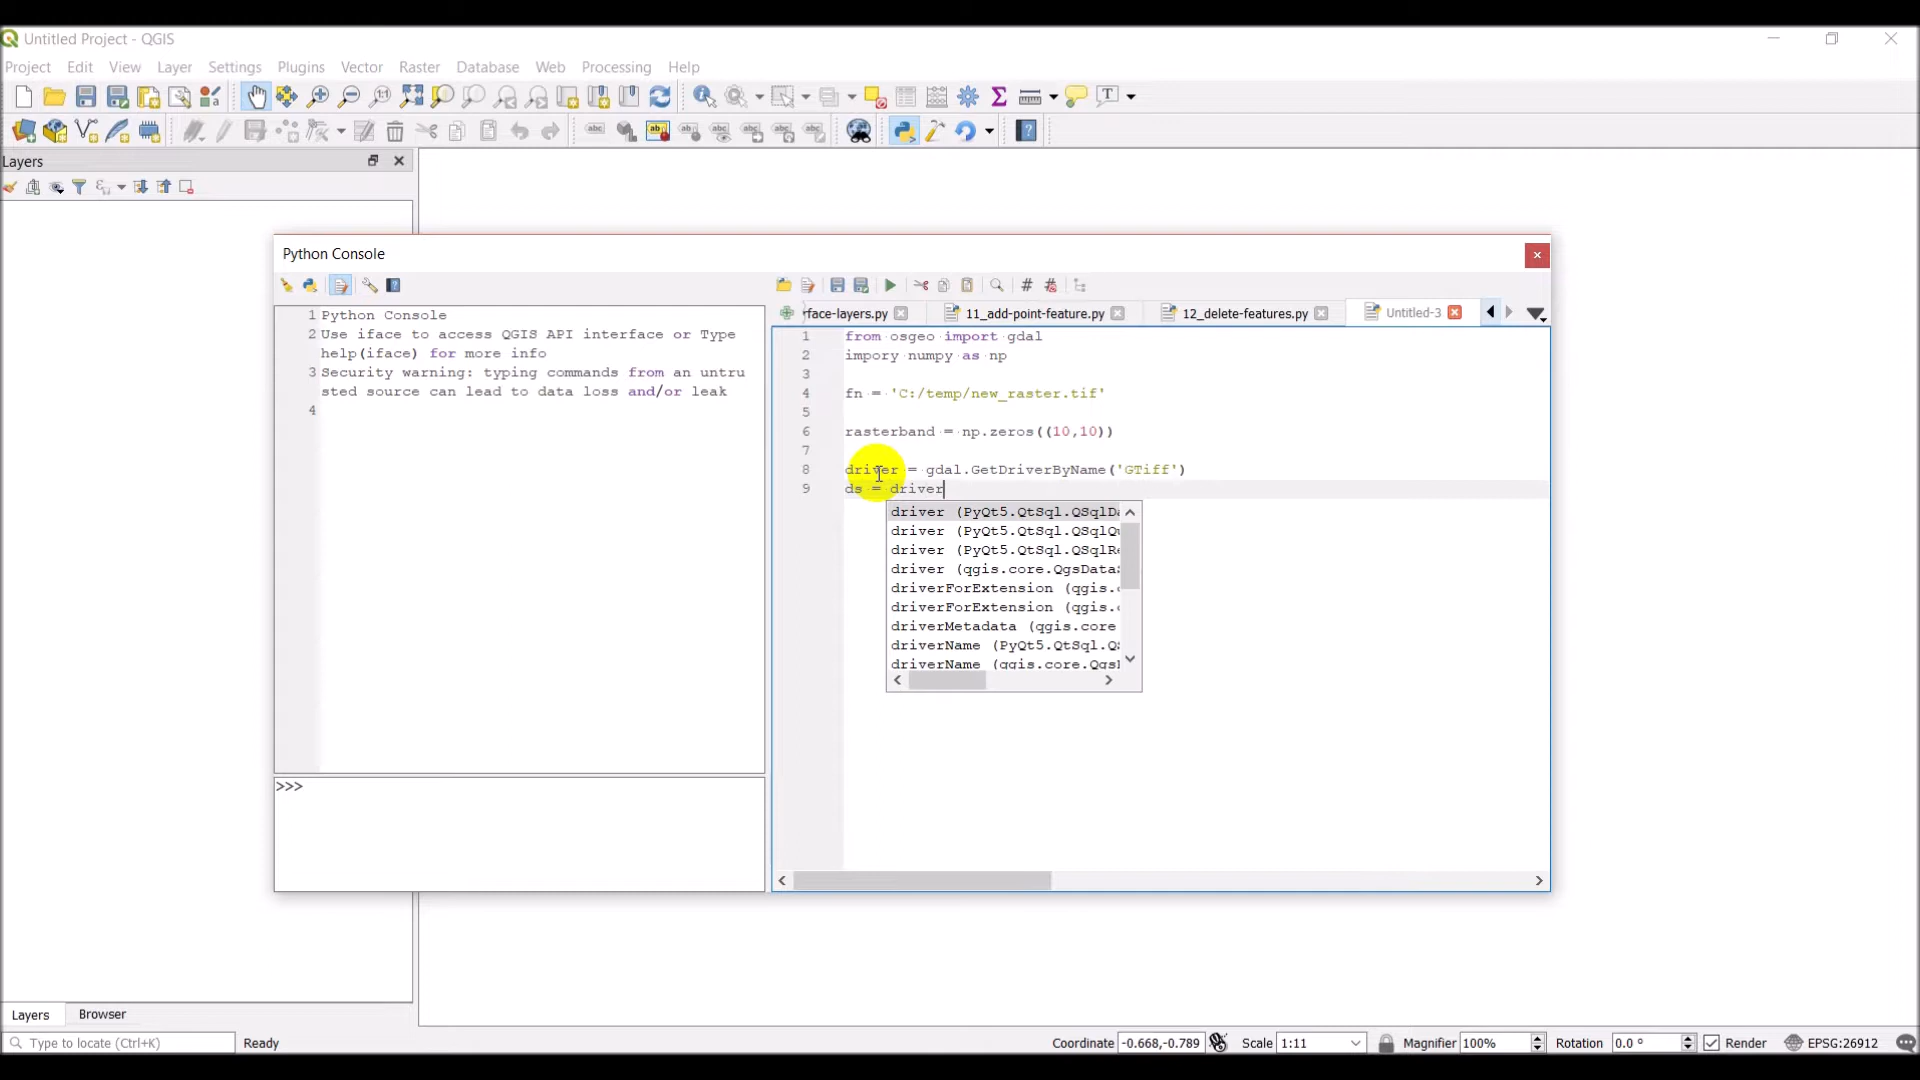 Untitled Project - QGIS
Project Edit View Layer Settings Plugins Vector Raster Database Web Processing Help
Layers
Python Console
rface-layers.py 11_add-point-feature.py 12_delete-features.py Untitled-3
1 Python Console
2 Use iface to access QGIS API interface or Type
help(iface) for more info
3 Security warning: typing commands from an untru
sted source can lead to data loss and/or leak
4
>>>
1 from osgeo import gdal
2 impory numpy as np
3
4 fn = 'C:/temp/new_raster.tif'
5
6 rasterband = np.zeros((10,10))
7
8 driver = gdal.GetDriverByName('GTiff')
9 ds = driver
driver (PyQt5.QtSql.QSqlD
driver (PyQt5.QtSql.QSqlQ
driver (PyQt5.QtSql.QSqlR
driver (qgis.core.QgsData
driverForExtension (qgis.
driverForExtension (qgis.
driverMetadata (qgis.core
driverName (PyQt5.QtSql.Q
driverName (qgis.core.Qgs
Layers Browser
Type to locate (Ctrl+K) Ready Coordinate -0.668,-0.789 Scale 1:11 Magnifier 100% Rotation 0.0 ° Render EPSG:26912